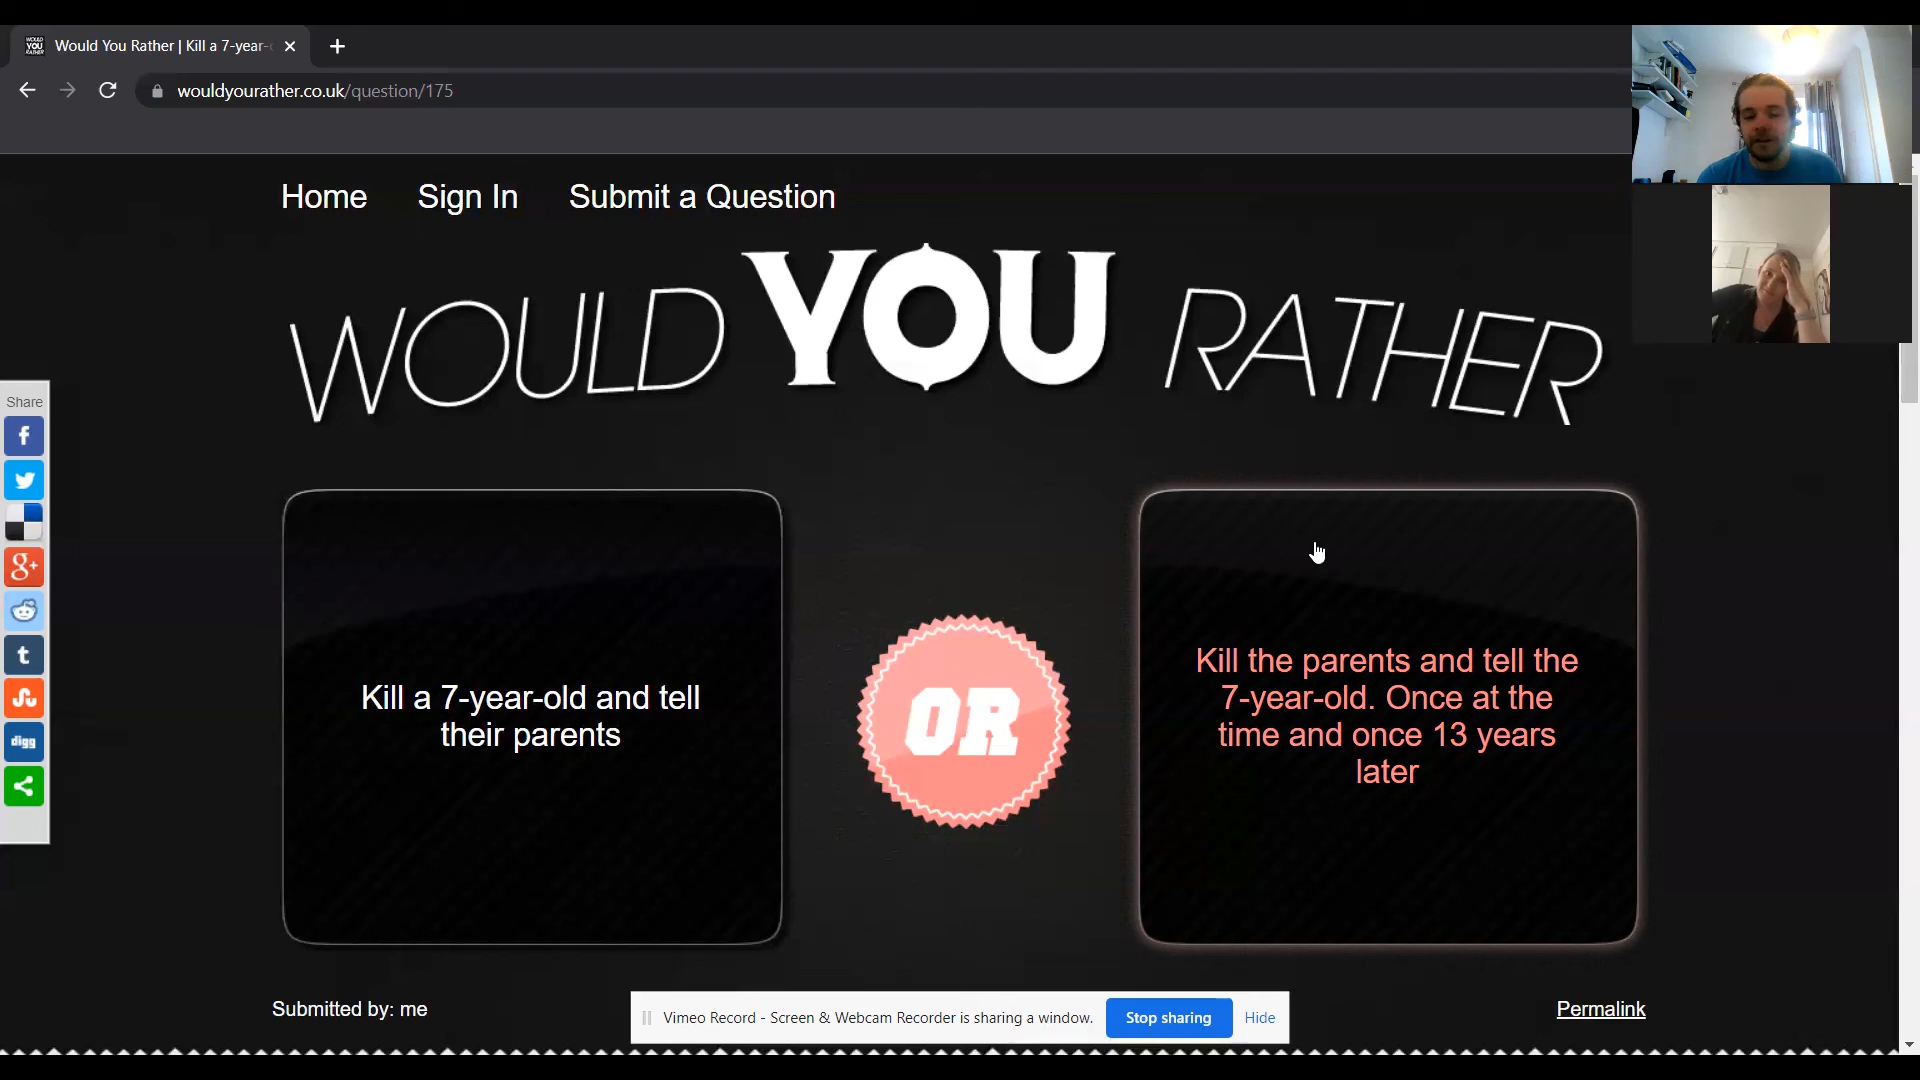 Would You Rather | Kill a 7-year-
wouldyourather.co.uk/question/175
Home Sign In Submit a Question
WOULD YOU RATHER
Share
Kill a 7-year-old and tell
their parents
OR
Kill the parents and tell the
7-year-old. Once at the
time and once 13 years
later
digg
Submitted by: me
Vimeo Record - Screen & Webcam Recorder is sharing a window. Stop sharing Hide
Permalink